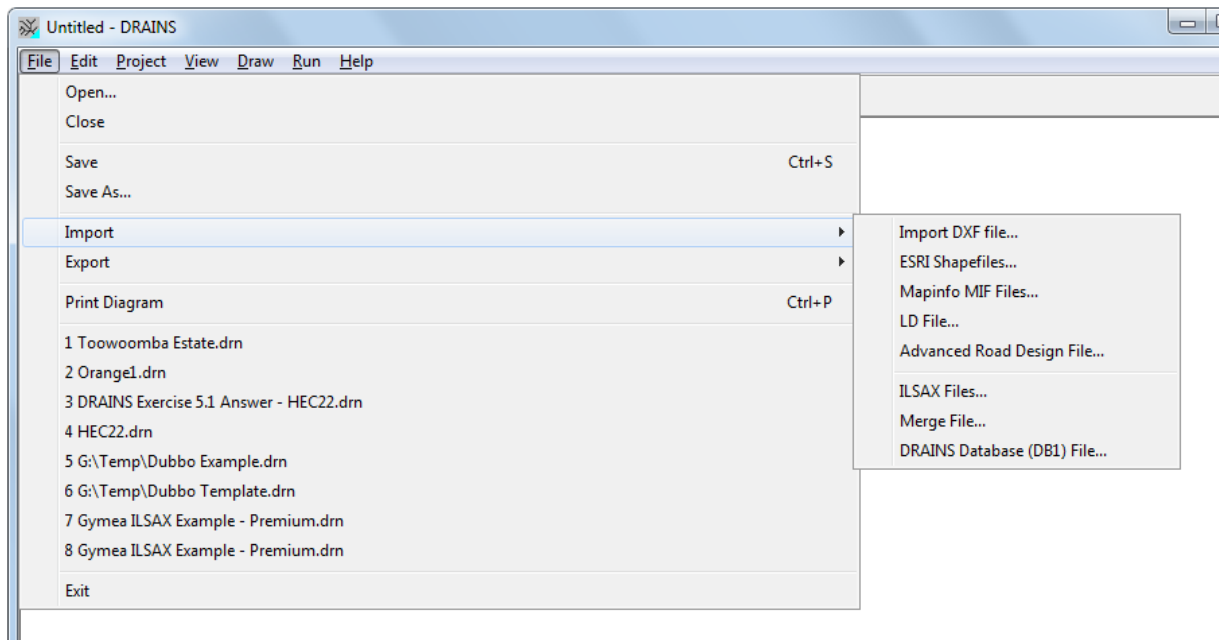 Untitled - DRAINS
File Edit Project View Draw Run Help
Open...
Close
Save Ctrl+S
Save As...
Import
Export
Print Diagram Ctrl+P
1 Toowoomba Estate.drn
2 Orange1.drn
3 DRAINS Exercise 5.1 Answer - HEC22.drn
4 HEC22.drn
5 G:\Temp\Dubbo Example.drn
6 G:\Temp\Dubbo Template.drn
7 Gymea ILSAX Example - Premium.drn
8 Gymea ILSAX Example - Premium.drn
Exit
Import DXF file...
ESRI Shapefiles...
Mapinfo MIF Files...
LD File...
Advanced Road Design File...
ILSAX Files...
Merge File...
DRAINS Database (DB1) File...